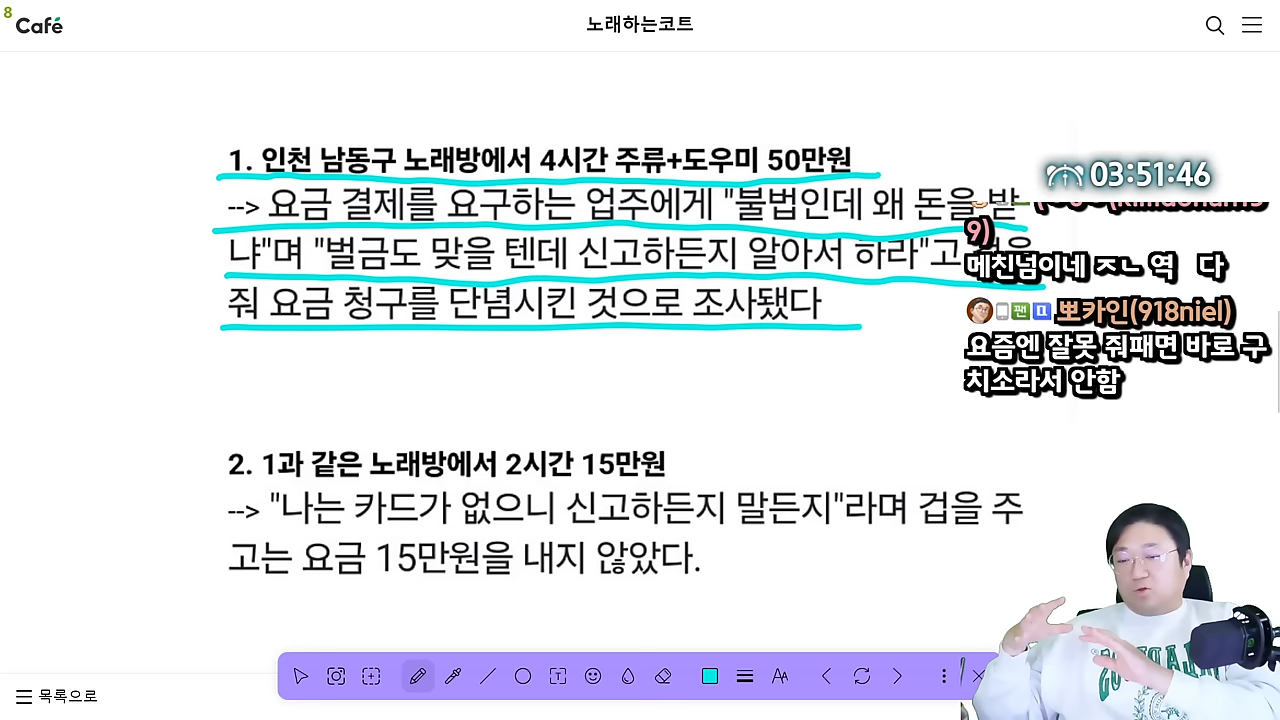 8
Café
노래하는코트
1. 인천 남동구 노래방에서 4시간 주류+도우미 50만원
--> 요금 결제를 요구하는 업주에게 "불법인데 왜 돈을 받
냐"며 "벌금도 맞을 텐데 신고하든지 알아서 하라"고
줘 요금 청구를 단념시킨 것으로 조사됐다
2. 1과 같은 노래방에서 2시간 15만원
--> "나는 카드가 없으니 신고하든지 말든지"라며 겁을 주
고는 요금 15만원을 내지 않았다.
03:51:46
9)
메친넘이네 ㅈㄴ 역 다
팬 뽀카인(918niel)
요즘엔 잘못 줘패면 바로 구
치소라서 안함
목록으로